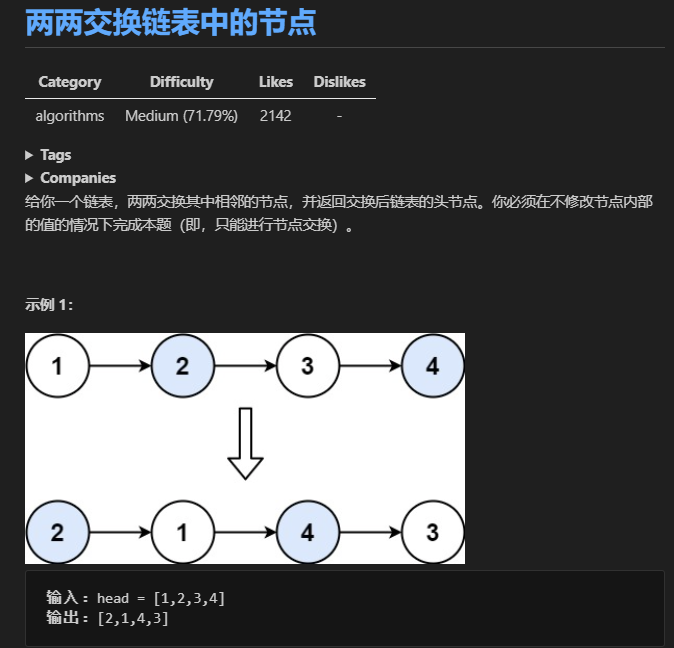 两两交换链表中的节点
Category Difficulty Likes Dislikes
algorithms Medium (71.79%) 2142 -
Tags
Companies
给你一个链表，两两交换其中相邻的节点，并返回交换后链表的头节点。你必须在不修改节点内部
的值的情况下完成本题（即，只能进行节点交换）。
示例 1：
1 2 3 4
2 1 4 3
输入：head = [1,2,3,4]
输出：[2,1,4,3]